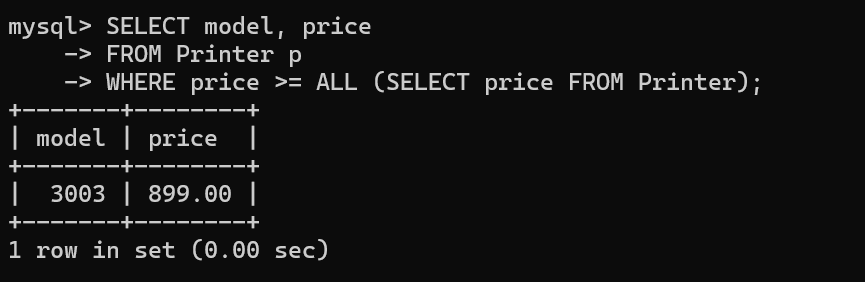 mysql> SELECT model, price
    -> FROM Printer p
    -> WHERE price >= ALL (SELECT price FROM Printer);
+-------+--------+
| model | price  |
+-------+--------+
|  3003 | 899.00 |
+-------+--------+
1 row in set (0.00 sec)